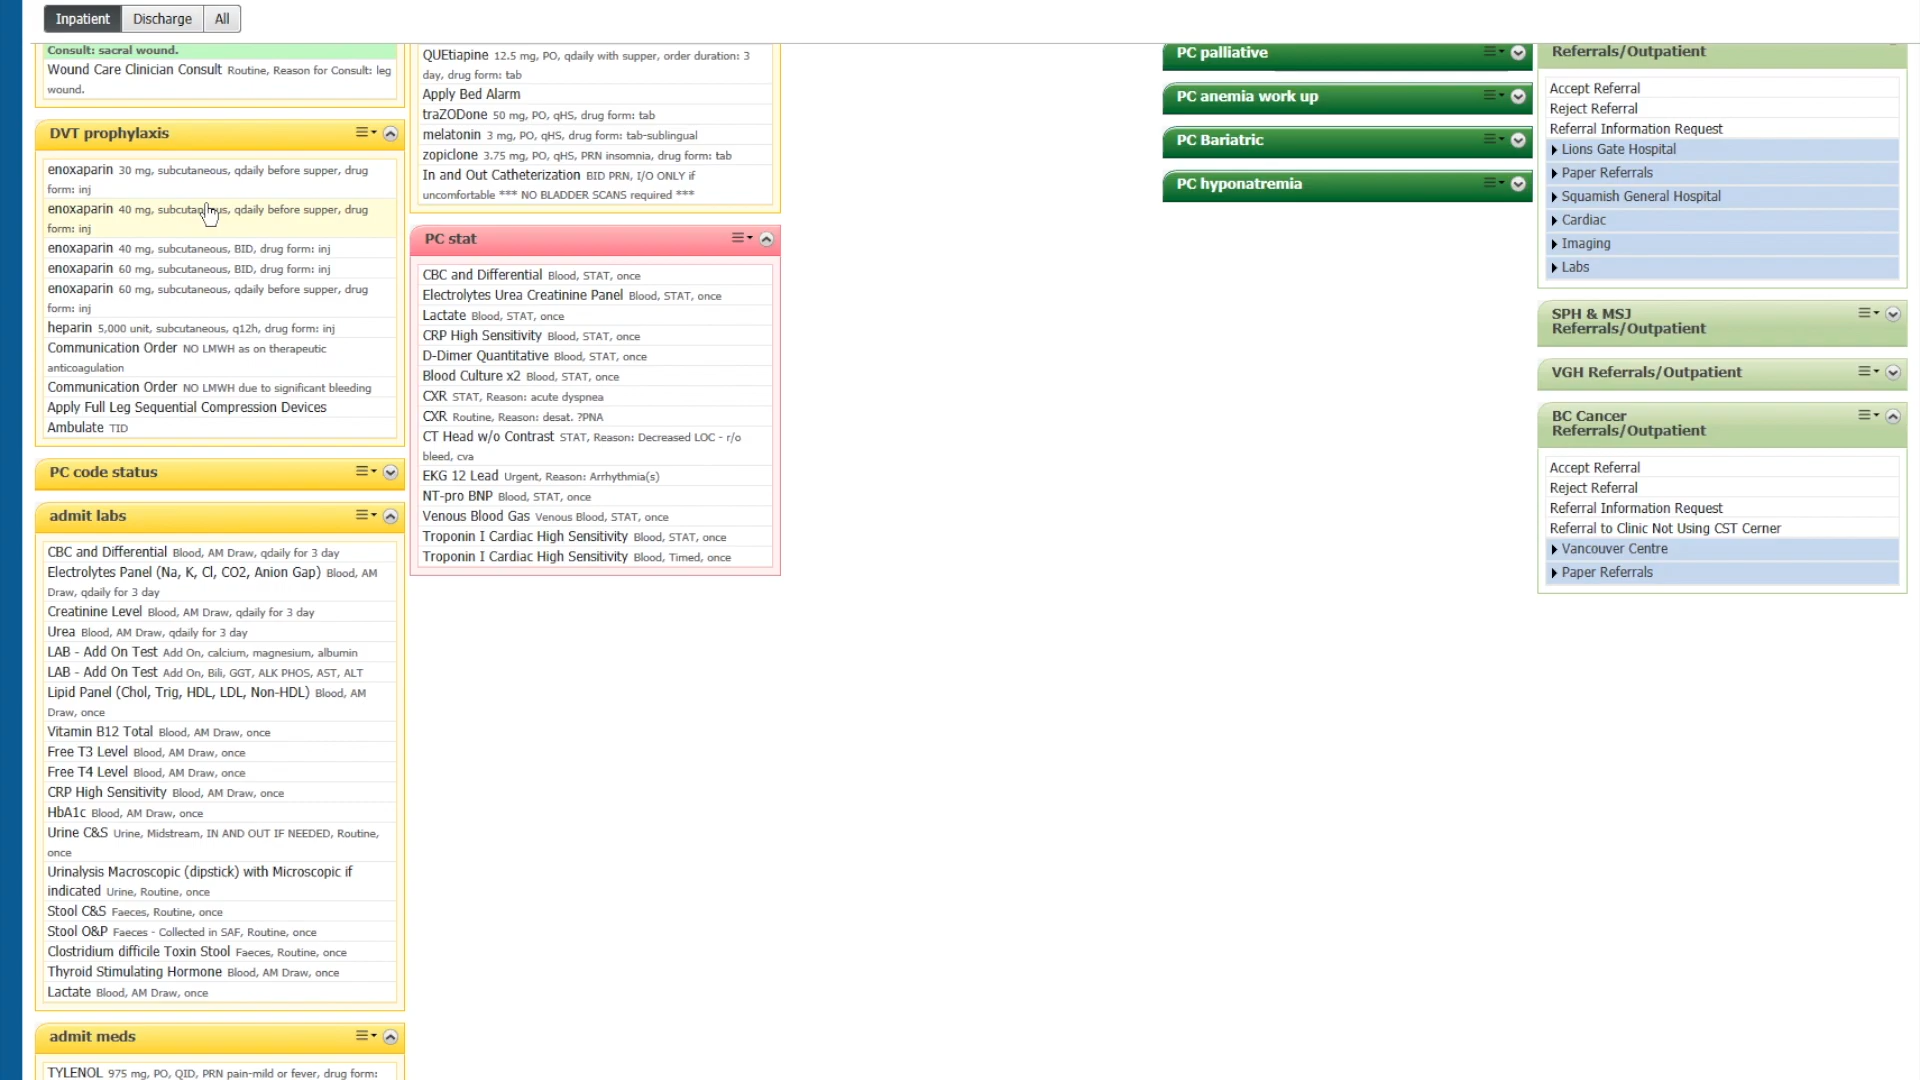 Inpatient
Discharge
All
Consult: sacral wound.
Wound Care Clinician Consult Routine, Reason for Consult: leg
wound.
DVT prophylaxis
enoxaparin 30 mg, subcutaneous, qdaily before supper, drug
form: inj
enoxaparin 40 mg, subcutaneous, qdaily before supper, drug
form: inj
enoxaparin 40 mg, subcutaneous, BID, drug form: inj
enoxaparin 60 mg, subcutaneous, BID, drug form: inj
enoxaparin 60 mg, subcutaneous, qdaily before supper, drug
form: inj
heparin 5,000 unit, subcutaneous, q12h, drug form: inj
Communication Order NO LMWH as on therapeutic
anticoagulation
Communication Order NO LMWH due to significant bleeding
Apply Full Leg Sequential Compression Devices
Ambulate TID
PC code status
admit labs
CBC and Differential Blood, AM Draw, qdaily for 3 day
Electrolytes Panel (Na, K, Cl, CO2, Anion Gap) Blood, AM
Draw, qdaily for 3 day
Creatinine Level Blood, AM Draw, qdaily for 3 day
Urea Blood, AM Draw, qdaily for 3 day
LAB - Add On Test Add On, calcium, magnesium, albumin
LAB - Add On Test Add On, Bili, GGT, ALK PHOS, AST, ALT
Lipid Panel (Chol, Trig, HDL, LDL, Non-HDL) Blood, AM
Draw, once
Vitamin B12 Total Blood, AM Draw, once
Free T3 Level Blood, AM Draw, once
Free T4 Level Blood, AM Draw, once
CRP High Sensitivity Blood, AM Draw, once
HbA1c Blood, AM Draw, once
Urine C&S Urine, Midstream, IN AND OUT IF NEEDED, Routine,
once
Urinalysis Macroscopic (dipstick) with Microscopic if
indicated Urine, Routine, once
Stool C&S Faeces, Routine, once
Stool O&P Faeces - Collected in SAF, Routine, once
Clostridium difficile Toxin Stool Faeces, Routine, once
Thyroid Stimulating Hormone Blood, AM Draw, once
Lactate Blood, AM Draw, once
admit meds
TYLENOL 975 mg, PO, QID, PRN pain-mild or fever, drug form:
QUEtiapine 12.5 mg, PO, qdaily with supper, order duration: 3
day, drug form: tab
Apply Bed Alarm
traZODone 50 mg, PO, qHS, drug form: tab
melatonin 3 mg, PO, qHS, drug form: tab-sublingual
zopiclone 3.75 mg, PO, qHS, PRN insomnia, drug form: tab
In and Out Catheterization BID PRN, I/O ONLY if
uncomfortable *** NO BLADDER SCANS required ***
PC stat
CBC and Differential Blood, STAT, once
Electrolytes Urea Creatinine Panel Blood, STAT, once
Lactate Blood, STAT, once
CRP High Sensitivity Blood, STAT, once
D-Dimer Quantitative Blood, STAT, once
Blood Culture x2 Blood, STAT, once
CXR STAT, Reason: acute dyspnea
CXR Routine, Reason: desat. ?PNA
CT Head w/o Contrast STAT, Reason: Decreased LOC - r/o
bleed, cva
EKG 12 Lead Urgent, Reason: Arrhythmia(s)
NT-pro BNP Blood, STAT, once
Venous Blood Gas Venous Blood, STAT, once
Troponin I Cardiac High Sensitivity Blood, STAT, once
Troponin I Cardiac High Sensitivity Blood, Timed, once
PC palliative
PC anemia work up
PC Bariatric
PC hyponatremia
Referrals/Outpatient
Accept Referral
Reject Referral
Referral Information Request
Lions Gate Hospital
Paper Referrals
Squamish General Hospital
Cardiac
Imaging
Labs
SPH & MSJ
Referrals/Outpatient
VGH Referrals/Outpatient
BC Cancer
Referrals/Outpatient
Accept Referral
Reject Referral
Referral Information Request
Referral to Clinic Not Using CST Cerner
Vancouver Centre
Paper Referrals